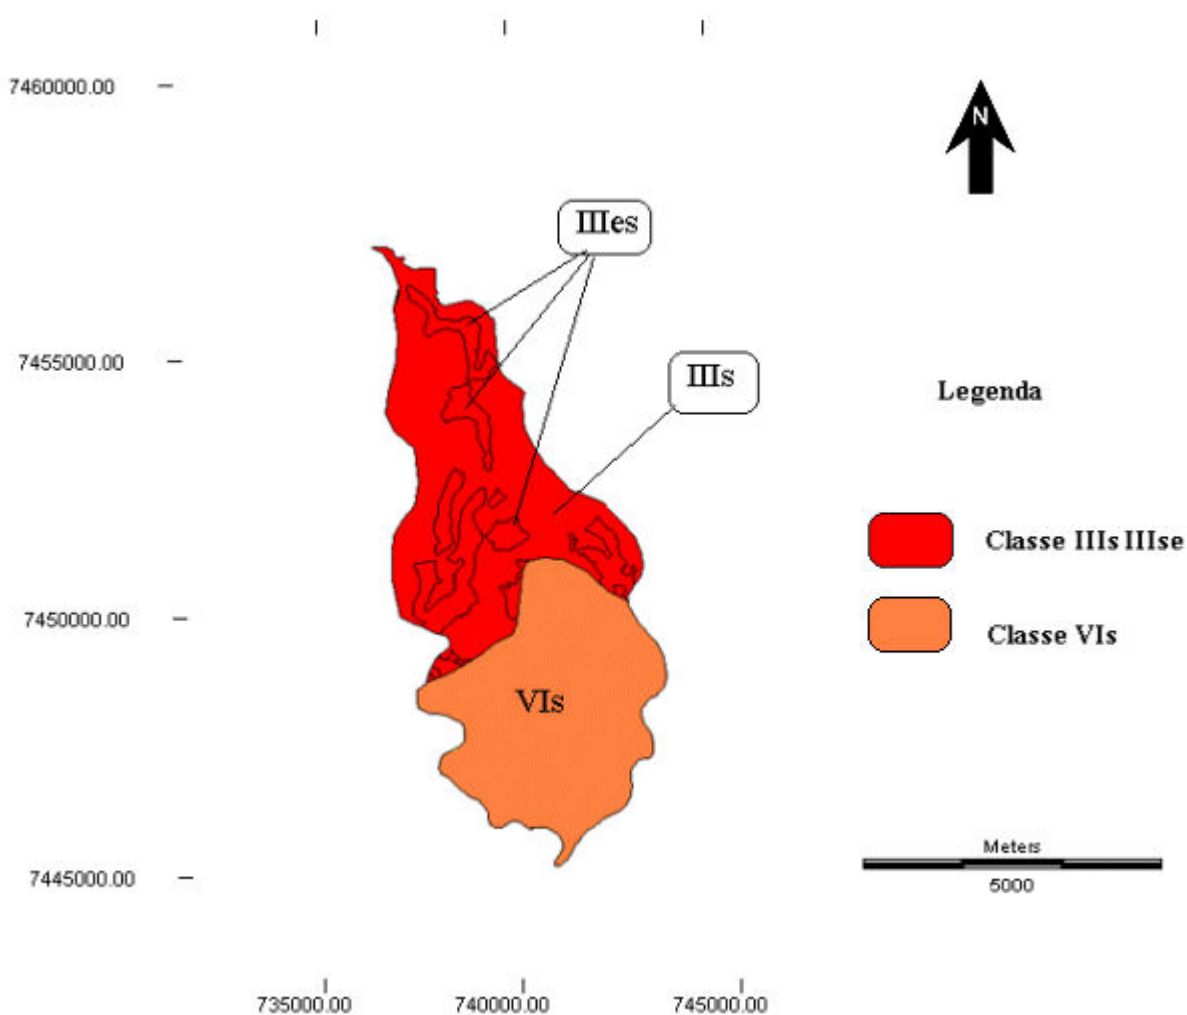 7460000.00
N
IIIes
7455000.00
IIIs
Legenda
Classe IIIs IIIse
7450000.00
Classe VIs
VIs
Meters
5000
7445000.00
735000.00
740000.00
745000.00